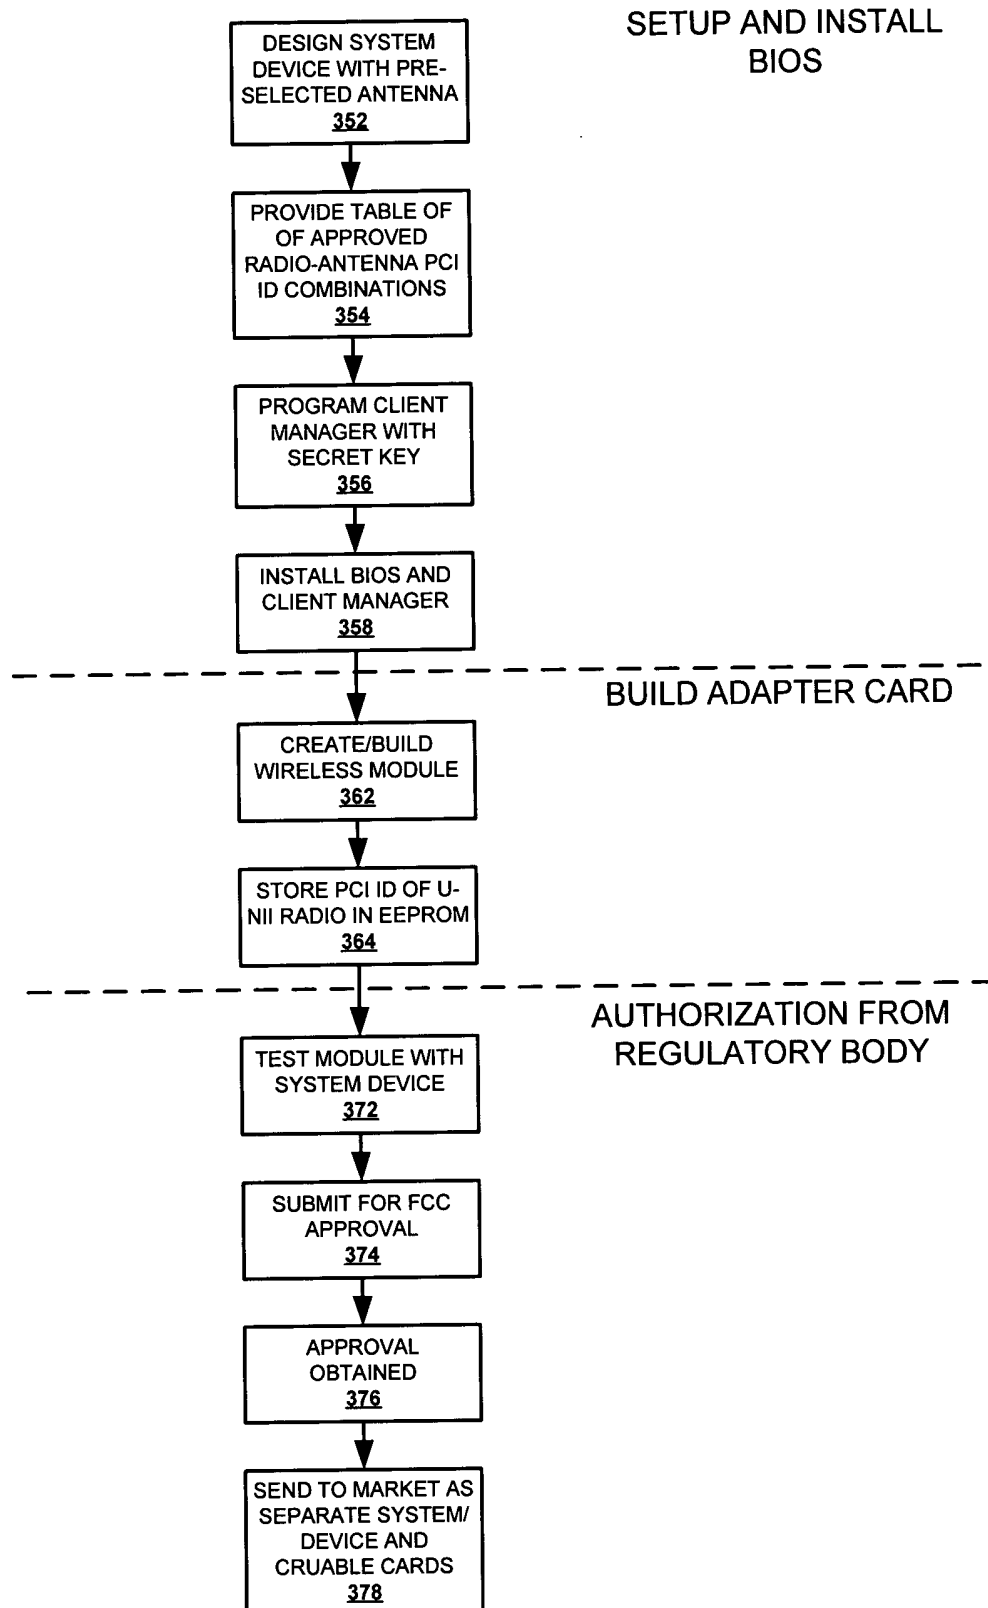 SETUP AND INSTALL
BIOS
DESIGN SYSTEM
DEVICE WITH PRE-
SELECTED ANTENNA
352
PROVIDE TABLE OF
OF APPROVED
RADIO-ANTENNA PCI
ID COMBINATIONS
354
PROGRAM CLIENT
MANAGER WITH
SECRET KEY
356
INSTALL BIOS AND
CLIENT MANAGER
358
BUILD ADAPTER CARD
CREATE/BUILD
WIRELESS MODULE
362
STORE PCI ID OF U-
NII RADIO IN EEPROM
364
AUTHORIZATION FROM
REGULATORY BODY
TEST MODULE WITH
SYSTEM DEVICE
372
SUBMIT FOR FCC
APPROVAL
374
APPROVAL
OBTAINED
376
SEND TO MARKET AS
SEPARATE SYSTEM/
DEVICE AND
CRUABLE CARDS
378